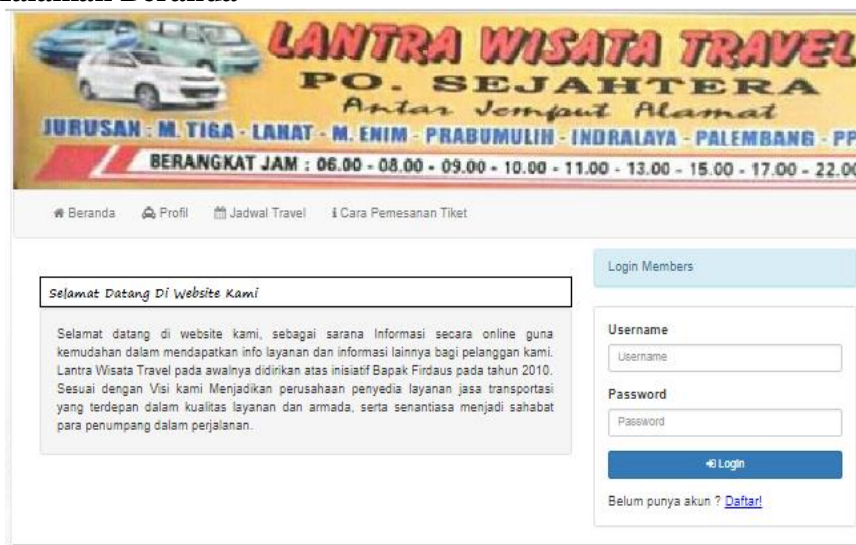 LANTRA WISATA TRAVEL
PO. SEJAHTERA
Antar Jemput Alamat
JURUSAN : M. TIGA - LAHAT - M. ENIM - PRABUMULIH - INDRALAYA - PALEMBANG - PP
BERANGKAT JAM : 06.00 - 08.00 - 09.00 - 10.00 - 11.00 - 13.00 - 15.00 - 17.00 - 22.00
Beranda Profil Jadwal Travel Cara Pemesanan Tiket
Login Members
Selamat Datang Di Website Kami
Selamat datang di website kami, sebagai sarana Informasi secara online guna
kemudahan dalam mendapatkan info layanan dan informasi lainnya bagi pelanggan kami.
Lantra Wisata Travel pada awalnya didirikan atas inisiatif Bapak Firdaus pada tahun 2010.
Sesuai dengan Visi kami Menjadikan perusahaan penyedia layanan jasa transportasi
yang terdepan dalam kualitas layanan dan armada, serta senantiasa menjadi sahabat
para penumpang dalam perjalanan.
Username
Username
Password
Password
Login
Belum punya akun ? Daftar!